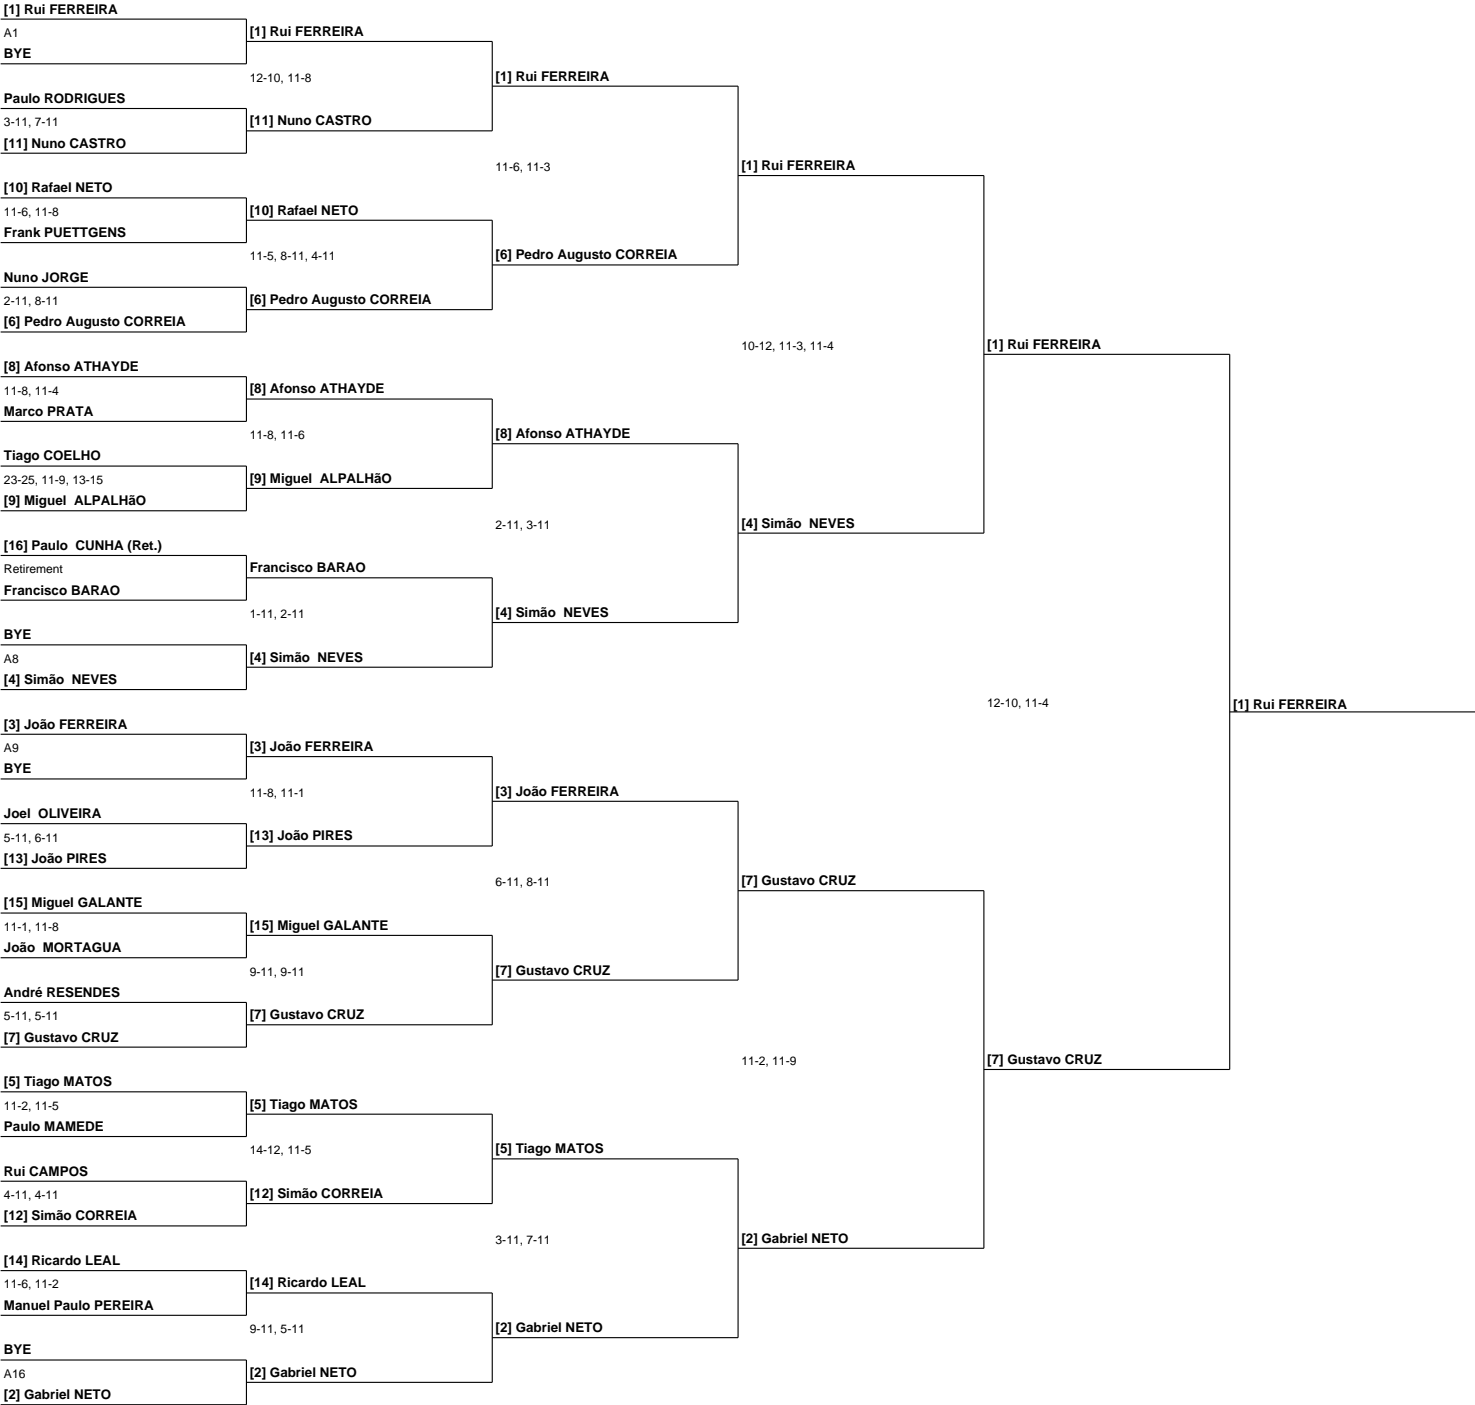 [1] Rui FERREIRA
A1
BYE
Paulo RODRIGUES
3-11, 7-11
[11] Nuno CASTRO
[10] Rafael NETO
11-6, 11-8
Frank PUETTGENS
Nuno JORGE
2-11, 8-11
[6] Pedro Augusto CORREIA
[8] Afonso ATHAYDE
11-8, 11-4
Marco PRATA
Tiago COELHO
23-25, 11-9, 13-15
[9] Miguel  ALPALHãO
[16] Paulo  CUNHA (Ret.)
Retirement
Francisco BARAO
BYE
A8
[4] Simão  NEVES
[3] João FERREIRA
A9
BYE
Joel  OLIVEIRA
5-11, 6-11
[13] João PIRES
[15] Miguel GALANTE
11-1, 11-8
João  MORTAGUA
André RESENDES
5-11, 5-11
[7] Gustavo CRUZ
[5] Tiago MATOS
11-2, 11-5
Paulo MAMEDE
Rui CAMPOS
4-11, 4-11
[12] Simão CORREIA
[14] Ricardo LEAL
11-6, 11-2
Manuel Paulo PEREIRA
BYE
A16
[2] Gabriel NETO
[1] Rui FERREIRA
12-10, 11-8
[11] Nuno CASTRO
[10] Rafael NETO
11-5, 8-11, 4-11
[6] Pedro Augusto CORREIA
[8] Afonso ATHAYDE
11-8, 11-6
[9] Miguel  ALPALHãO
Francisco BARAO
1-11, 2-11
[4] Simão  NEVES
[3] João FERREIRA
11-8, 11-1
[13] João PIRES
[15] Miguel GALANTE
9-11, 9-11
[7] Gustavo CRUZ
[5] Tiago MATOS
14-12, 11-5
[12] Simão CORREIA
[14] Ricardo LEAL
9-11, 5-11
[2] Gabriel NETO
[1] Rui FERREIRA
11-6, 11-3
[6] Pedro Augusto CORREIA
[8] Afonso ATHAYDE
2-11, 3-11
[4] Simão  NEVES
[3] João FERREIRA
6-11, 8-11
[7] Gustavo CRUZ
[5] Tiago MATOS
3-11, 7-11
[2] Gabriel NETO
[1] Rui FERREIRA
10-12, 11-3, 11-4
[4] Simão  NEVES
[7] Gustavo CRUZ
11-2, 11-9
[2] Gabriel NETO
[1] Rui FERREIRA
12-10, 11-4
[7] Gustavo CRUZ
[1] Rui FERREIRA